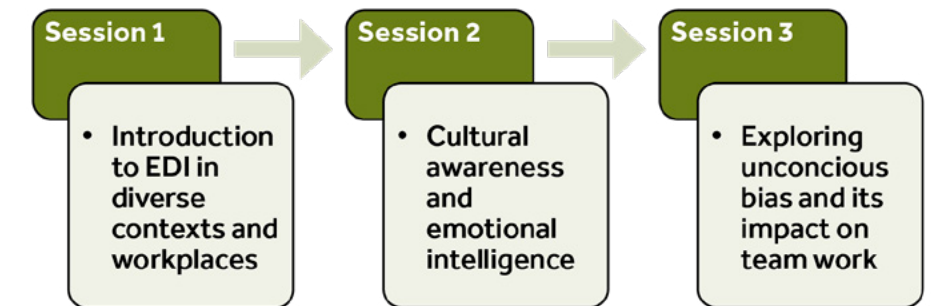 Session 1
• Introduction
to EDI in
diverse
contexts and
workplaces
Session 2
• Cultural
awareness
and
emotional
intelligence
Session 3
• Exploring
unconcious
bias and its
impact on
team work